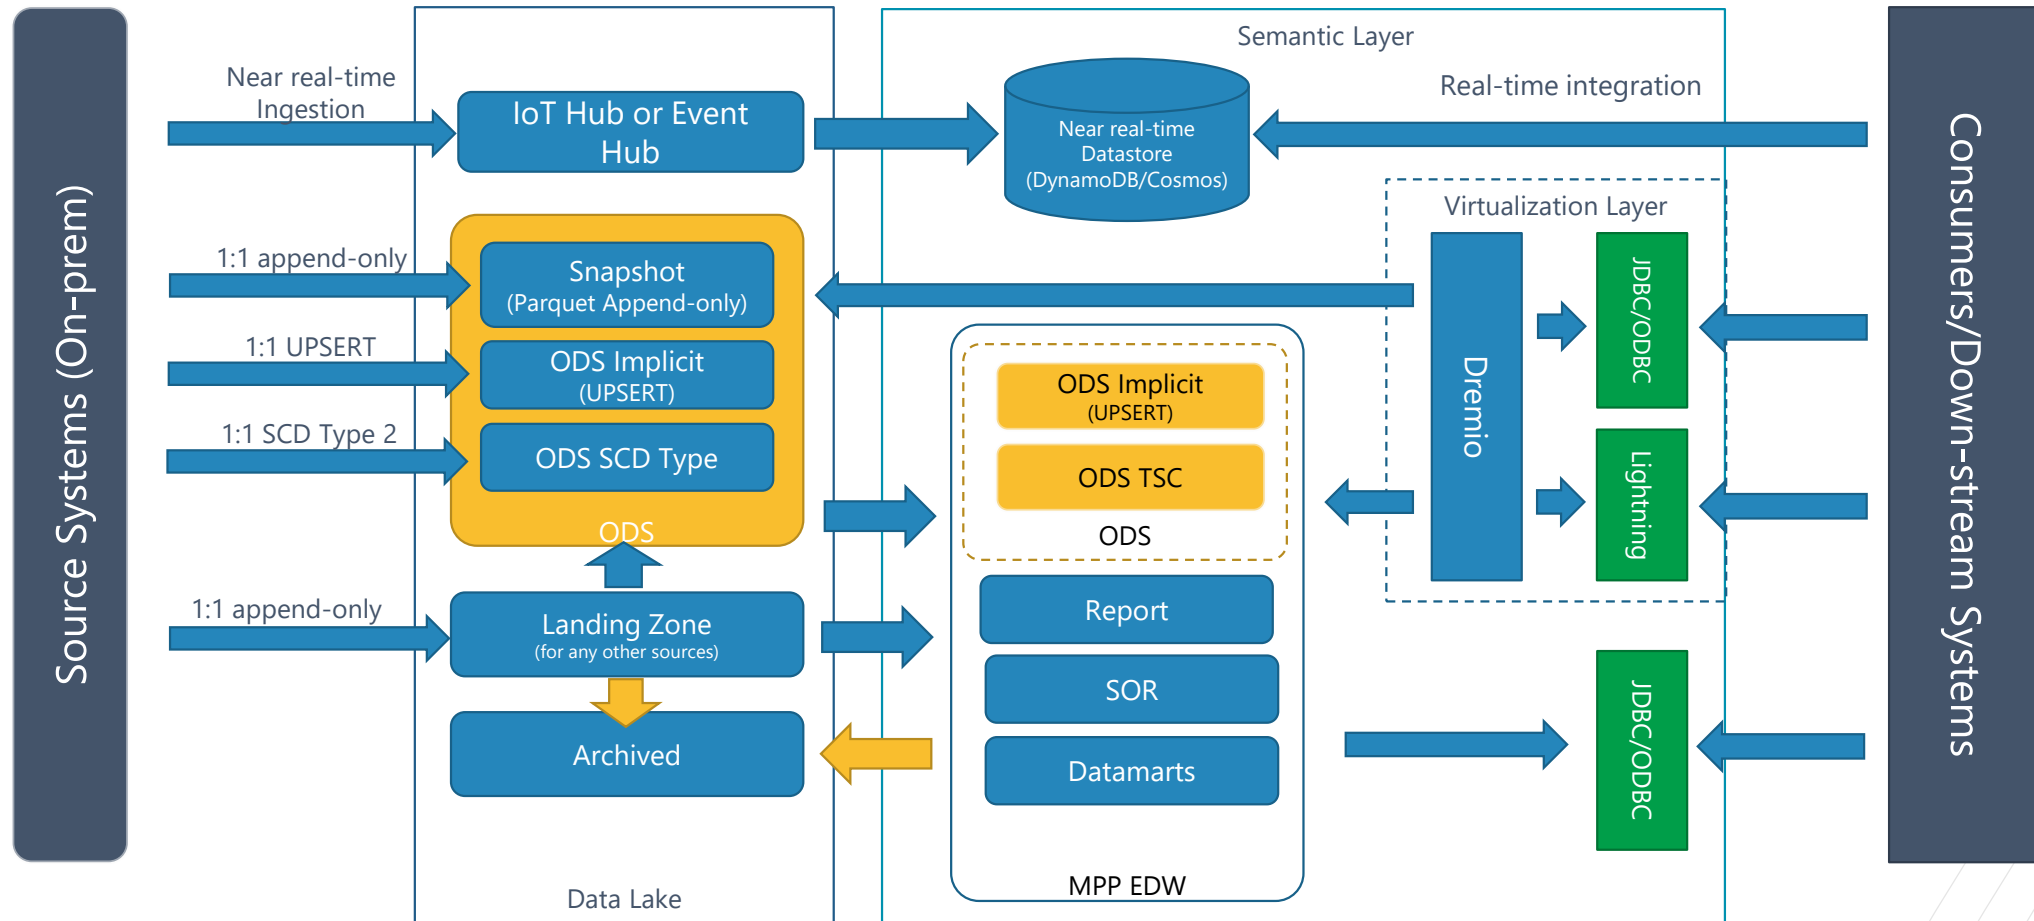 Source Systems (On-prem)
Near real-time
Ingestion
1:1 append-only
1:1 UPSERT
1:1 SCD Type 2
1:1 append-only
IoT Hub or Event
Hub
Snapshot
(Parquet Append-only)
ODS Implicit
(UPSERT)
ODS SCD Type
ODS
Landing Zone
(for any other sources)
Archived
Data Lake
Semantic Layer
Near real-time
Datastore
(DynamoDB/Cosmos)
Real-time integration
ODS Implicit
(UPSERT)
ODS TSC
ODS
Report
SOR
Datamarts
MPP EDW
Virtualization Layer
Dremio
JDBC/ODBC
Lightning
JDBC/ODBC
Consumers/Down-stream Systems